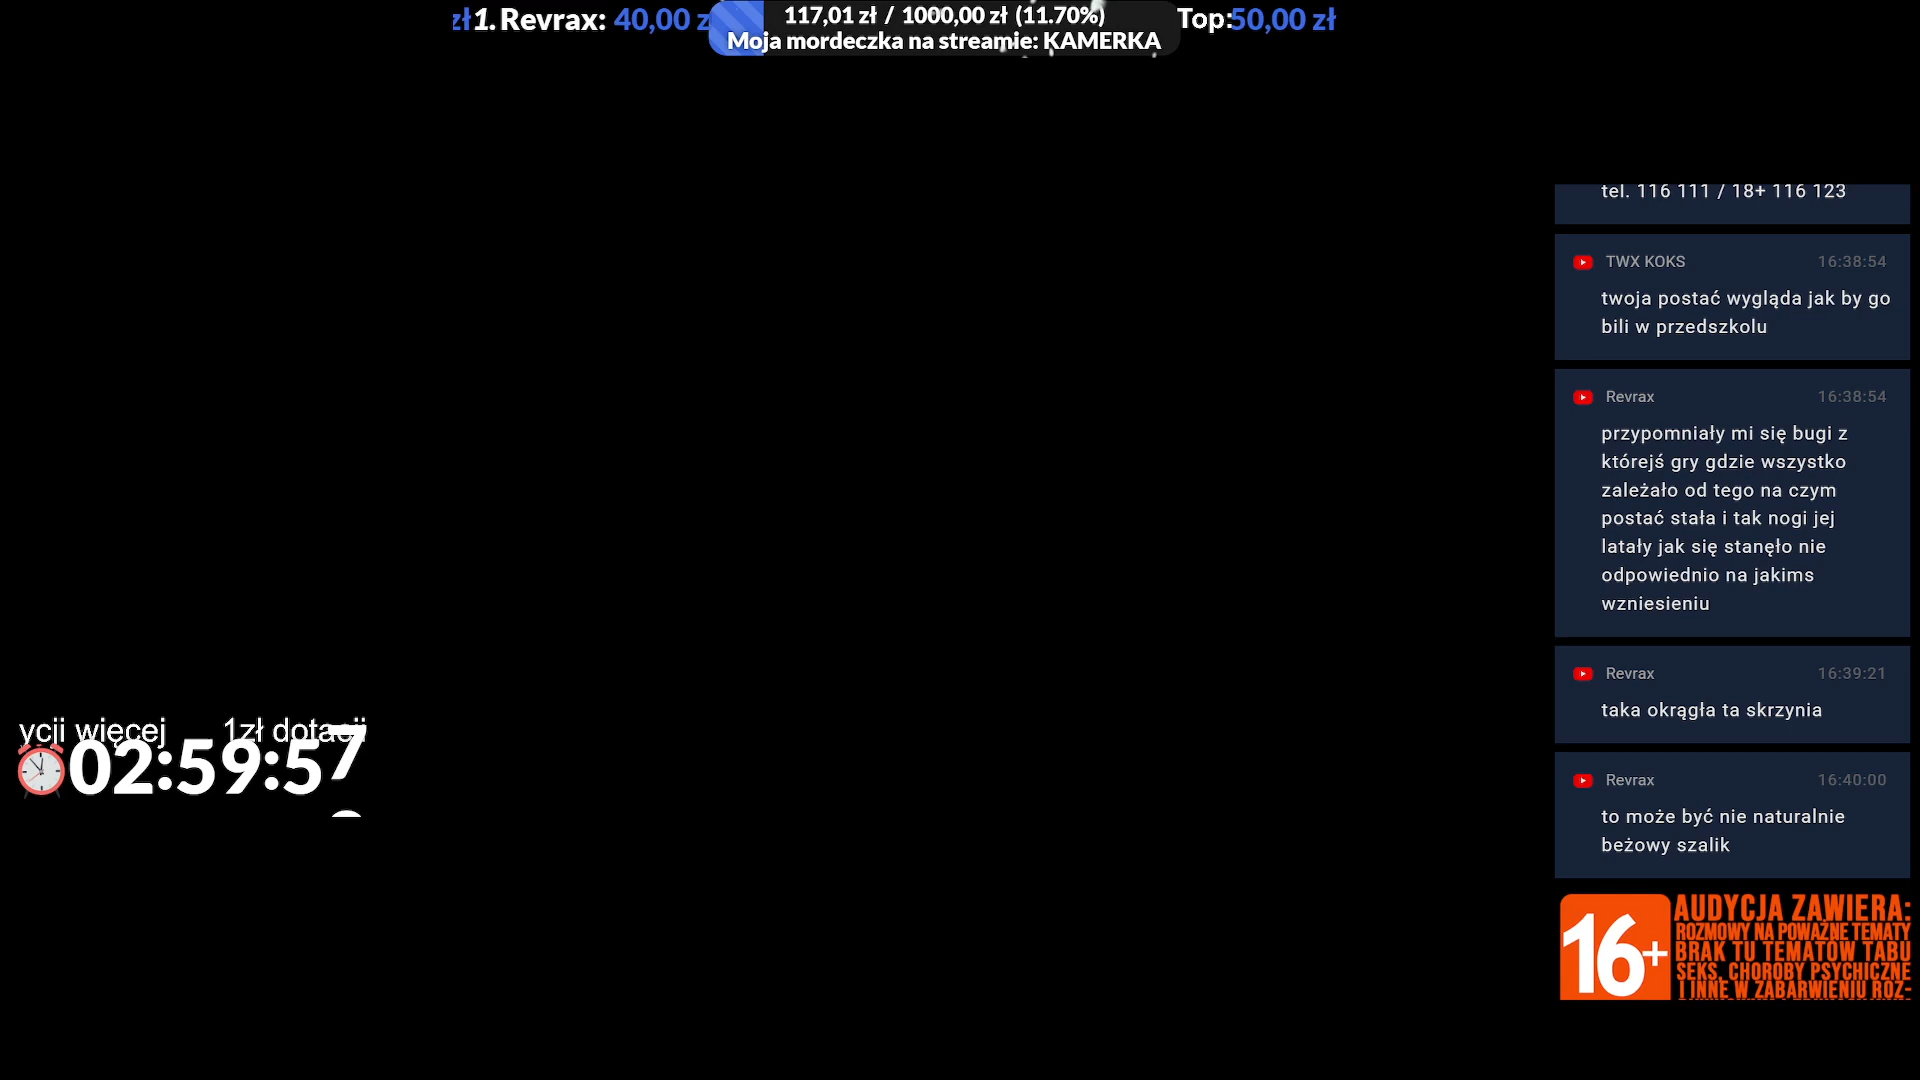 zł 1. Revrax: 40,00 z
117,01 zł / 1000,00 zł (11.70%)
Moja mordeczka na streamie: KAMERKA
Top: 50,00 zł
tel. 116 111 / 18+ 116 123
TWX KOKS 16:38:54
twoja postać wygląda jak by go
bili w przedszkolu
Revrax 16:38:54
przypomniały mi się bugi z
którejś gry gdzie wszystko
zależało od tego na czym
postać stała i tak nogi jej
latały jak się stanęło nie
odpowiednio na jakims
wzniesieniu
Revrax 16:39:21
taka okrągła ta skrzynia
Revrax 16:40:00
to może być nie naturalnie
beżowy szalik
ycji więcej 1zł dotacji
02:59:57
16+
AUDYCJA ZAWIERA:
ROZMOWY NA POWAŻNE TEMATY
BRAK TU TEMATÓW TABU
SEKS, CHOROBY PSYCHICZNE
I INNE W ZABARWIENIU ROZ-